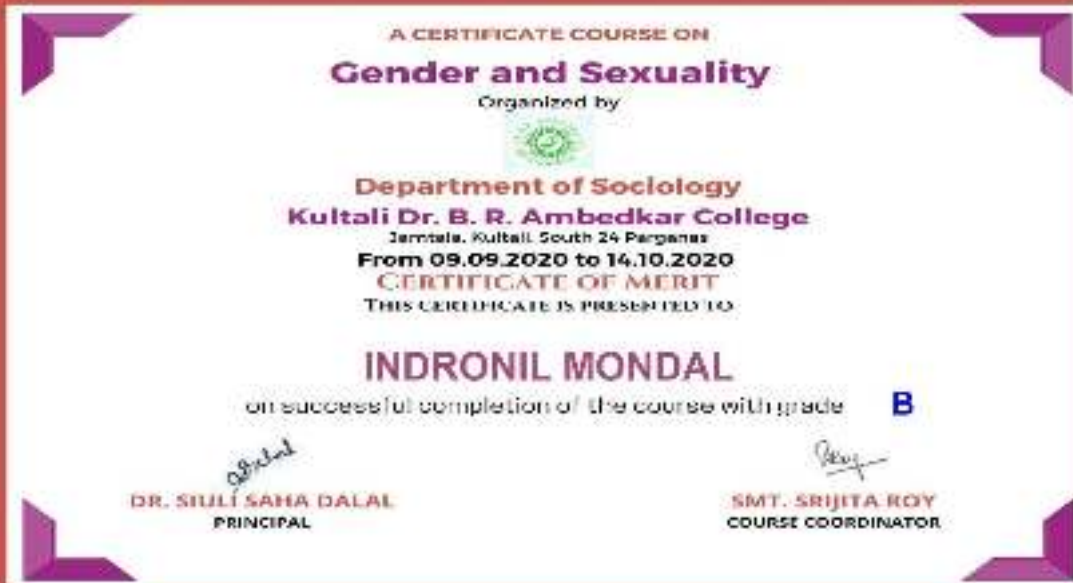 A CERTIFICATE COURSE ON
Gender and Sexuality
Organized by
Department of Sociology
Kultali Dr. B. R. Ambedkar College
Jamtala, Kultali, South 24 Parganas
From 09.09.2020 to 14.10.2020
CERTIFICATE OF MERIT
THIS CERTIFICATE IS PRESENTED TO
INDRONIL MONDAL
on successful completion of the course with grade B
DR. SIULI SAHA DALAL
PRINCIPAL
SMT. SRIJITA ROY
COURSE COORDINATOR